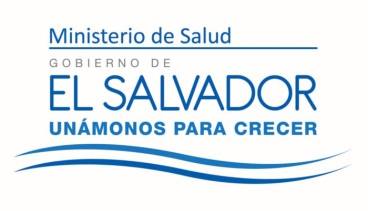 Ministerio de Salud
GOBIERNO DE
EL SALVADOR
UNÁMONOS PARA CRECER